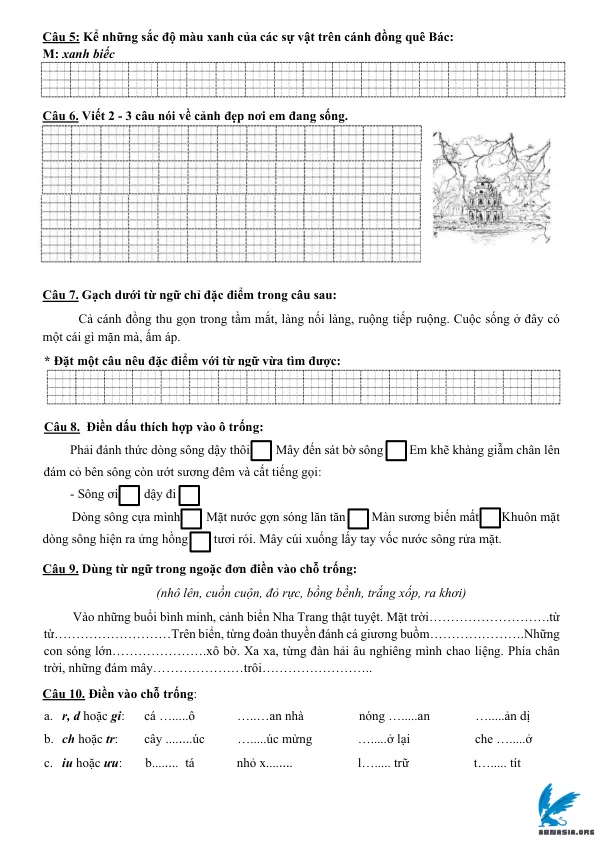 Câu 5: Kể những sắc độ màu xanh của các sự vật trên cánh đồng quê Bác:
M: xanh biếc
Câu 6. Viết 2 - 3 câu nói về cảnh đẹp nơi em đang sống.
Câu 7. Gạch dưới từ ngữ chỉ đặc điểm trong câu sau:
Cả cánh đồng thu gọn trong tầm mắt, làng nối làng, ruộng tiếp ruộng. Cuộc sống ở đây có
một cái gì mặn mà, ấm áp.
* Đặt một câu nêu đặc điểm với từ ngữ vừa tìm được:
Câu 8. Điền dấu thích hợp vào ô trống:
Phải đánh thức dòng sông dậy thôi□ Mây đến sát bờ sông□ Em khẽ khàng giẫm chân lên
đám cỏ bên sông còn ướt sương đêm và cất tiếng gọi:
- Sông ơi□ dậy đi□
Dòng sông cựa mình□ Mặt nước gợn sóng lăn tăn□ Màn sương biến mất□Khuôn mặt
dòng sông hiện ra ửng hồng□ tươi rói. Mây cúi xuống lấy tay vốc nước sông rửa mặt.
Câu 9. Dùng từ ngữ trong ngoặc đơn điền vào chỗ trống:
(nhô lên, cuồn cuộn, đỏ rực, bồng bềnh, trắng xốp, ra khơi)
Vào những buổi bình minh, cảnh biển Nha Trang thật tuyệt. Mặt trời………………………từ
từ………………………Trên biển, từng đoàn thuyền đánh cá giương buồm…………………Những
con sóng lớn…………………xô bờ. Xa xa, từng đàn hải âu nghiêng mình chao liệng. Phía chân
trời, những đám mây…………………trôi……………………..
Câu 10. Điền vào chỗ trống:
a. r, d hoặc gi: cá ….....ô ….…an nhà nóng ….....an ….....ản dị
b. ch hoặc tr: cây ........úc ….....úc mừng ….....ở lại che …....ở
c. iu hoặc ưu: b........ tá nhỏ x........ l…..... trữ t…..... tít
ABNASIA.ORG